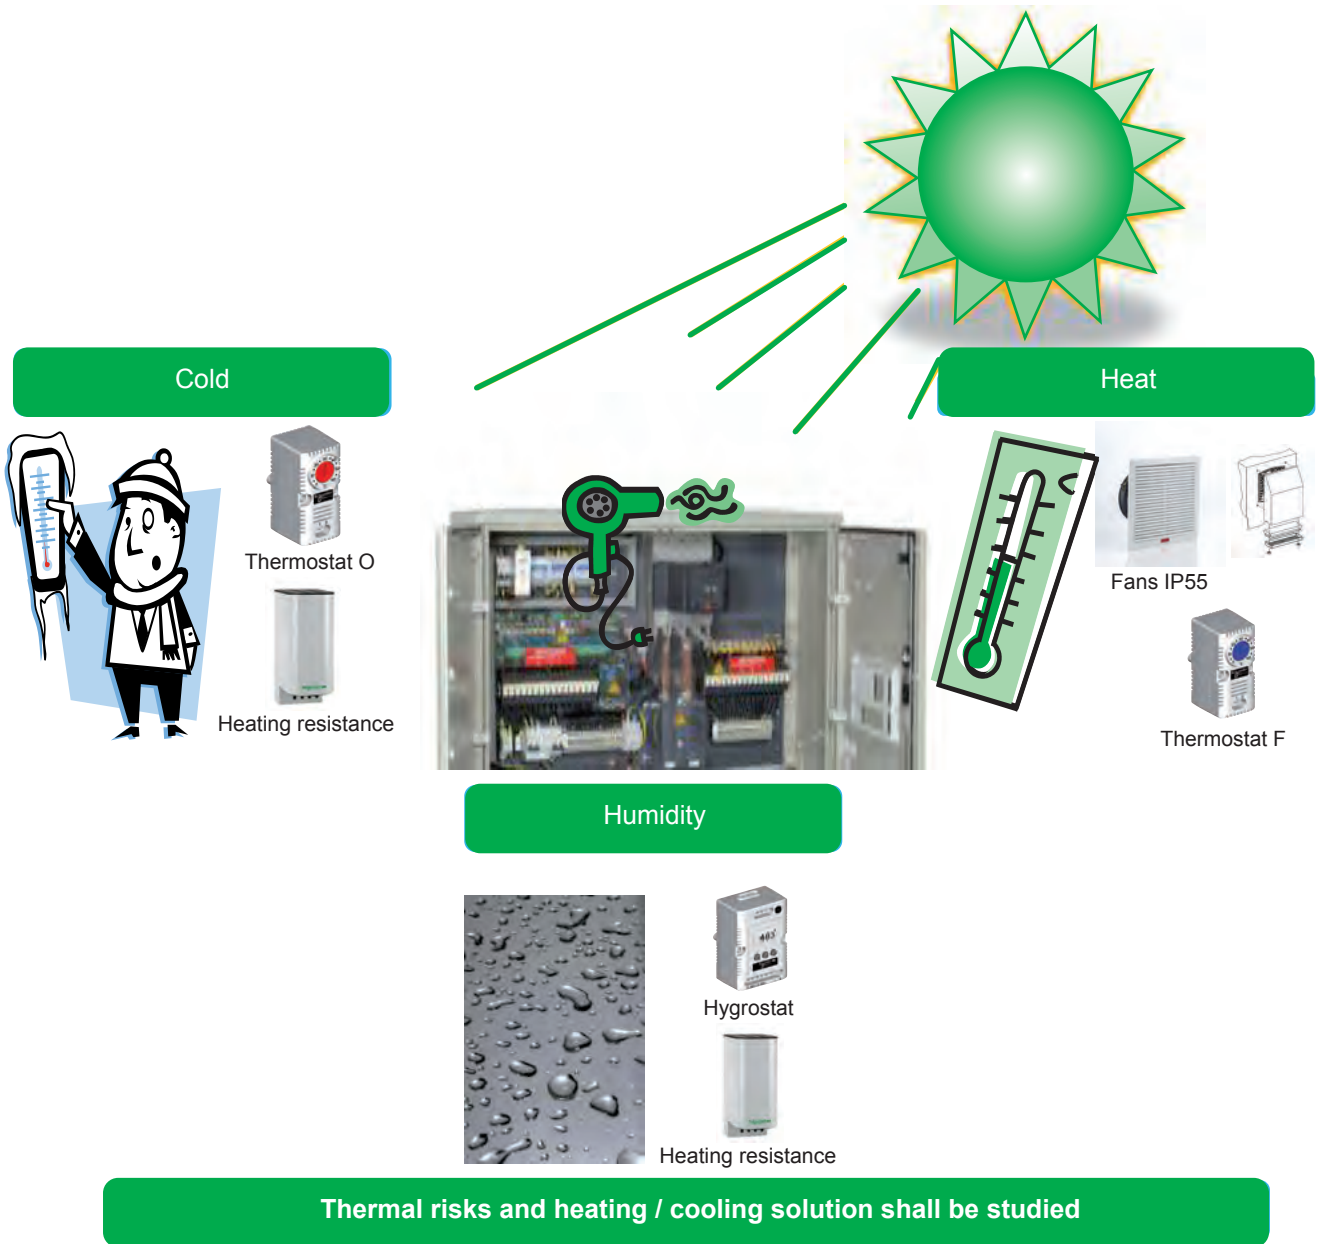 Cold
Heat
Thermostat O
Fans IP55
Heating resistance
Thermostat F
Humidity
Hygrostat
Heating resistance
Thermal risks and heating / cooling solution shall be studied